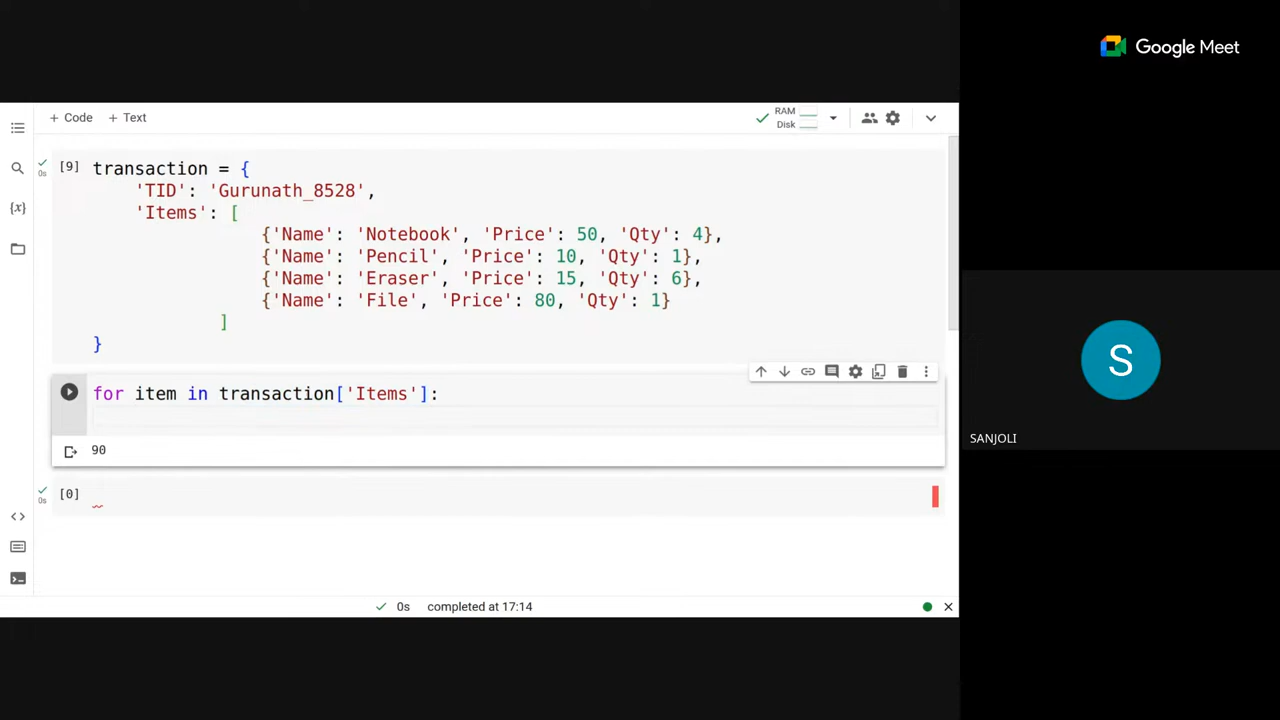 Google Meet
+ Code + Text
RAM
Disk
[9]
0s
transaction = {
'TID': 'Gurunath_8528',
'Items': [
{'Name': 'Notebook', 'Price': 50, 'Qty': 4},
{'Name': 'Pencil', 'Price': 10, 'Qty': 1},
{'Name': 'Eraser', 'Price': 15, 'Qty': 6},
{'Name': 'File', 'Price': 80, 'Qty': 1}
]
}
for item in transaction['Items']:
90
[0]
0s
0s completed at 17:14
{x}
S
SANJOLI